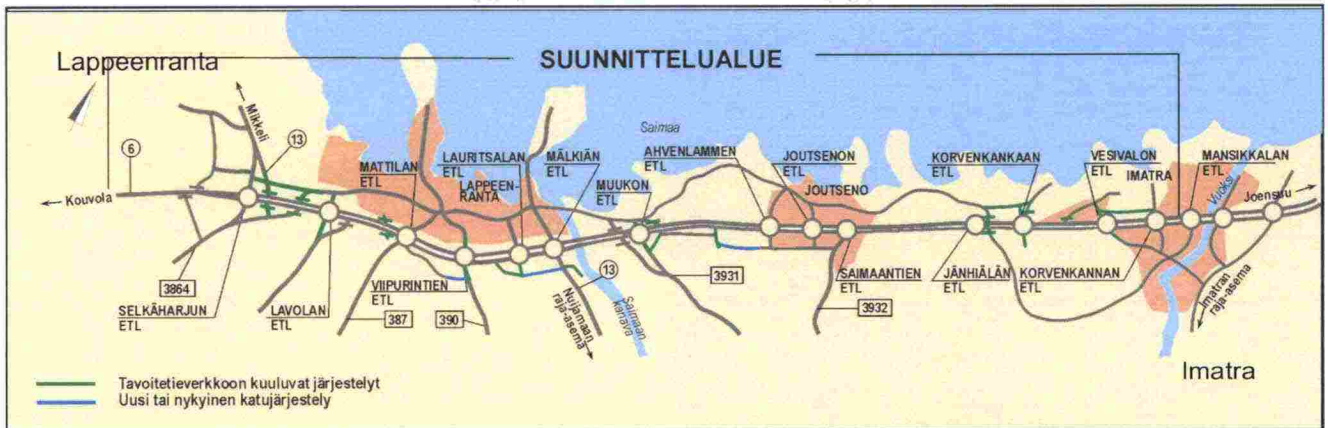 Lappeenranta
SUUNNITTELUALUE
Mikkeli
13
6
Kouvola
3864
SELKÄHARJUN
ETL
LAVOLAN
ETL
MATTILAN
ETL
387
VIIPURINTIEN
ETL
390
LAURITSALAN
ETL
LAPPEEN-
RANTA
MÄLKIÄN
ETL
Nuijamaan
raja-asema
13
Saimaan
kanava
MUUKON
ETL
3931
Saimaa
AHVENLAMMEN
ETL
JOUTSENON
ETL
JOUTSENO
SAIMAANTIEN
ETL
3932
JÄNHIÄLÄN
ETL
KORVENKANKAAN
ETL
KORVENKANNAN
ETL
VESIVALON
ETL
IMATRA
MANSIKKALAN
ETL
Vuoksi
Joensuu
Imatran
raja-asema
Imatra
Tavoitetieverkkoon kuuluvat järjestelyt
Uusi tai nykyinen katujärjestely